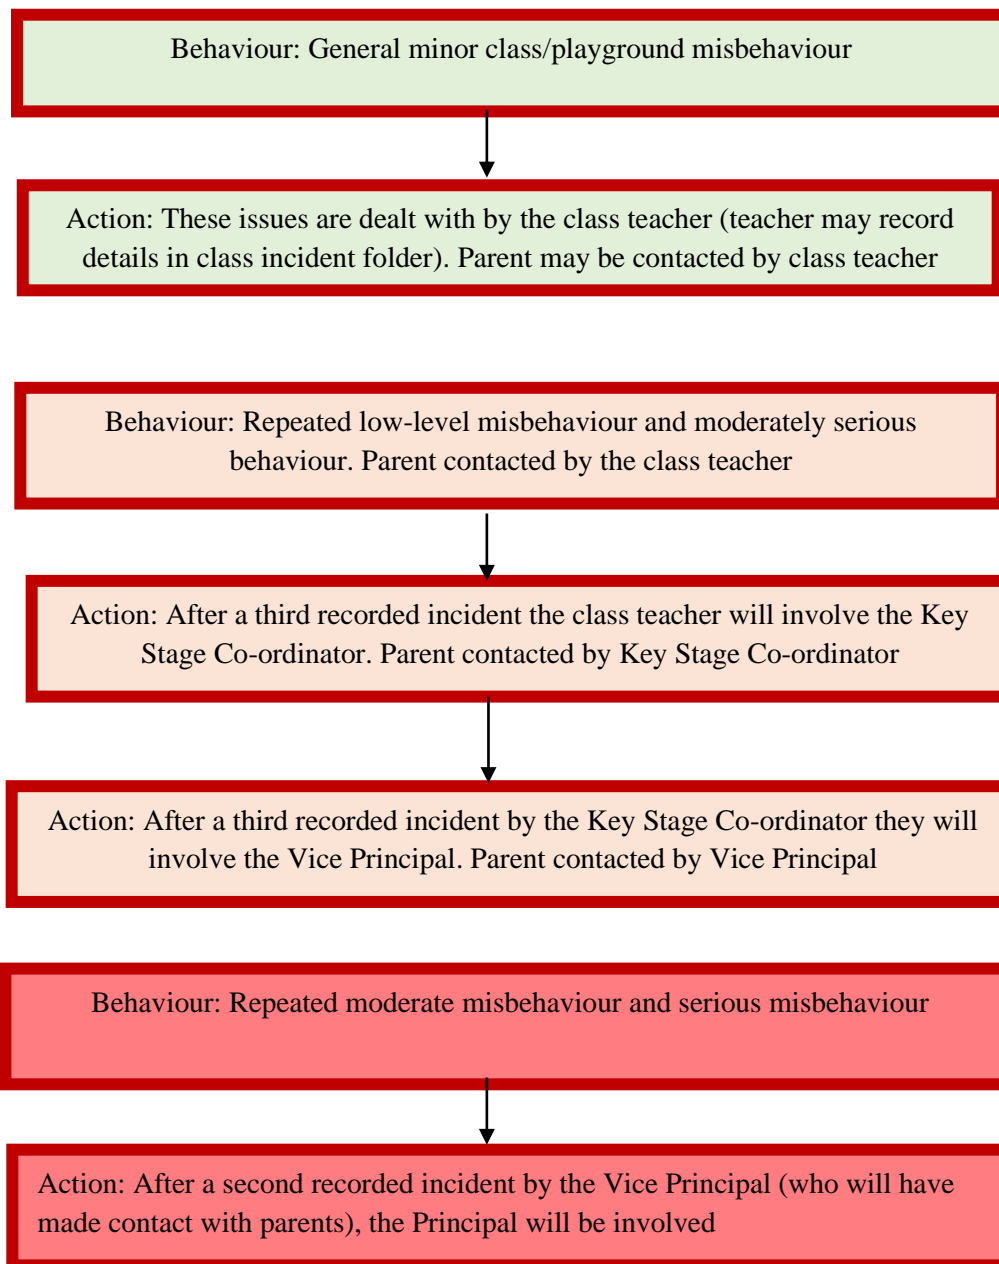 Behaviour: General minor class/playground misbehaviour
Action: These issues are dealt with by the class teacher (teacher may record
details in class incident folder). Parent may be contacted by class teacher
Behaviour: Repeated low-level misbehaviour and moderately serious
behaviour. Parent contacted by the class teacher
Action: After a third recorded incident the class teacher will involve the Key
Stage Co-ordinator. Parent contacted by Key Stage Co-ordinator
Action: After a third recorded incident by the Key Stage Co-ordinator they will
involve the Vice Principal. Parent contacted by Vice Principal
Behaviour: Repeated moderate misbehaviour and serious misbehaviour
Action: After a second recorded incident by the Vice Principal (who will have
made contact with parents), the Principal will be involved